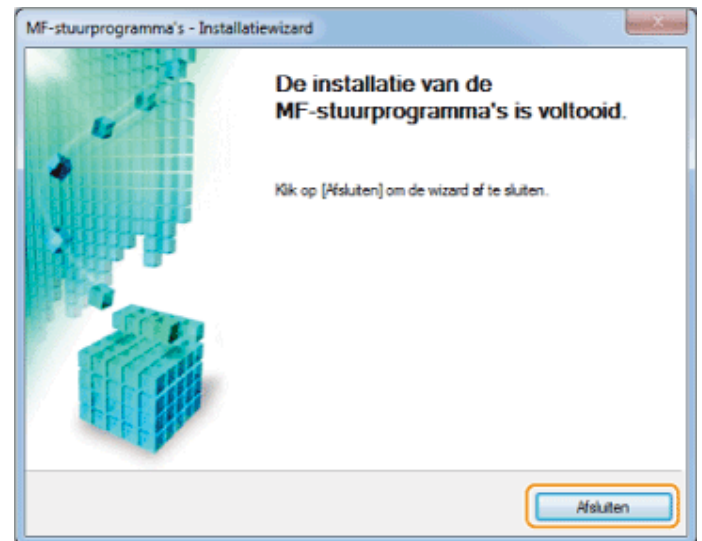 MF-stuurprogramma's - Installatiewizard
De installatie van de
MF-stuurprogramma's is voltooid.
Klik op [Afsluiten] om de wizard af te sluiten.
Afsluiten